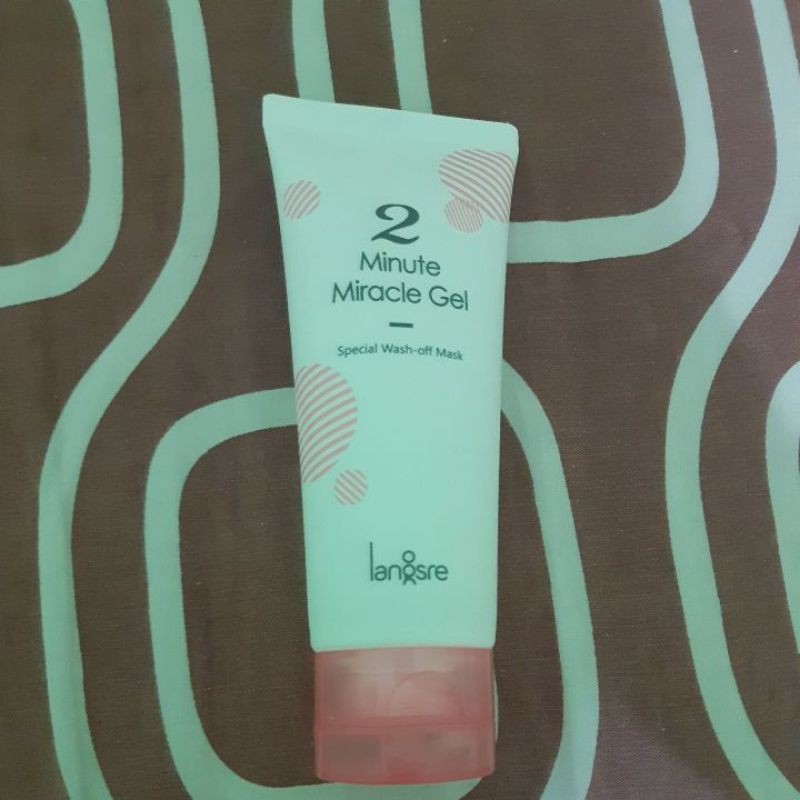 2
Minute
Miracle Gel
Special Wash-off Mask
langsre